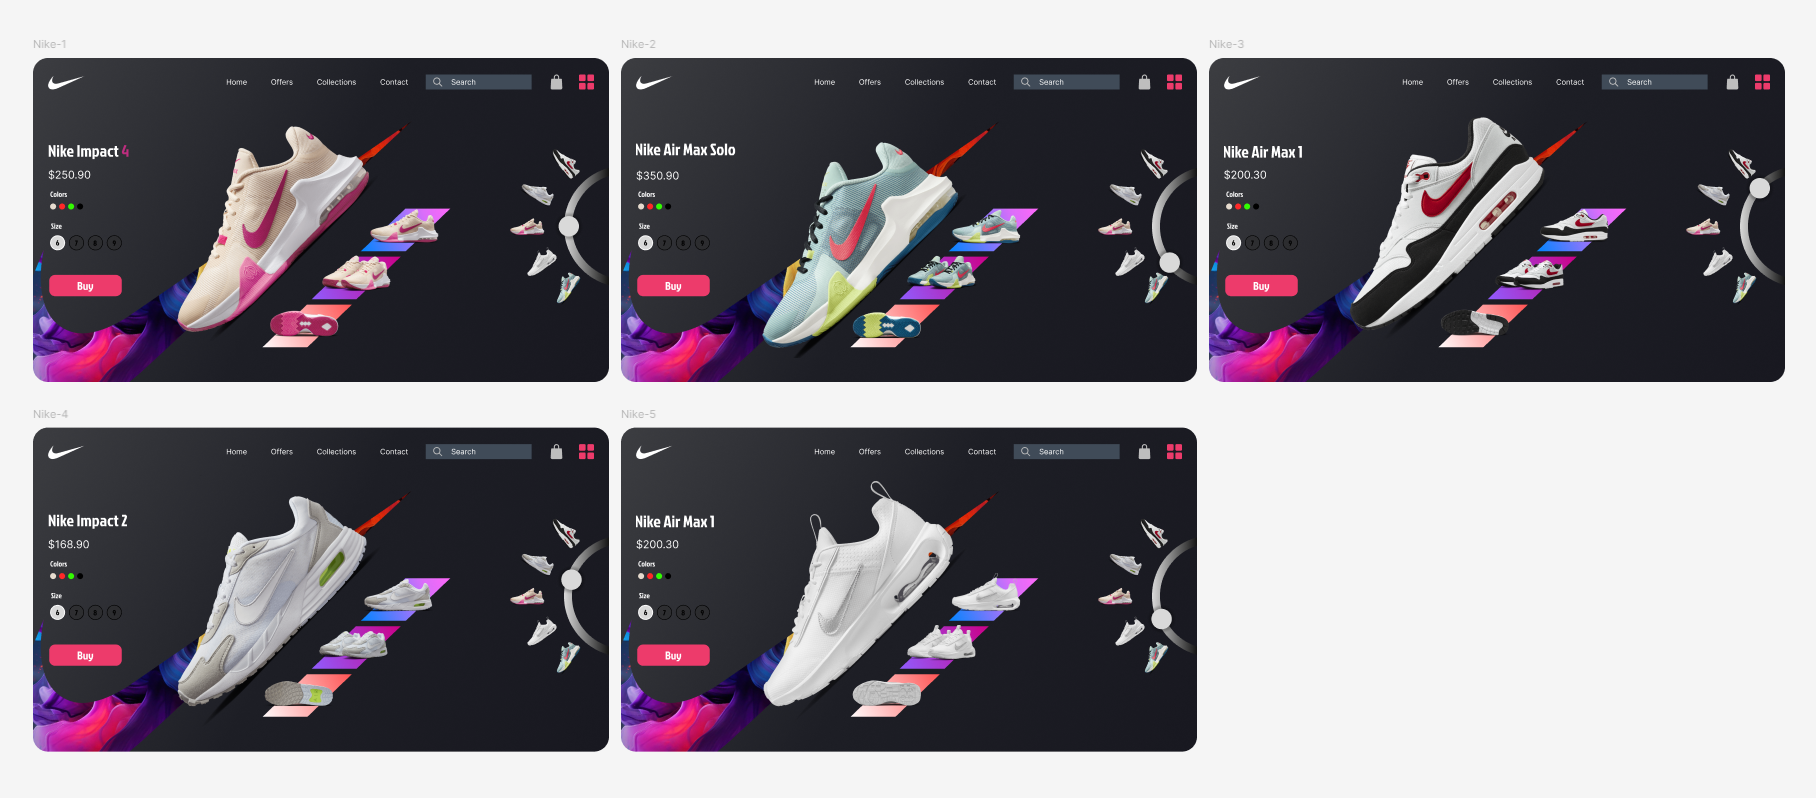 Nike-1
Home Offers Collections Contact Search
Nike Impact 4
$250.90
Colors
Size
6 7 8 9
Buy
Nike-2
Home Offers Collections Contact Search
Nike Air Max Solo
$350.90
Colors
Size
6 7 8 9
Buy
Nike-3
Home Offers Collections Contact Search
Nike Air Max 1
$200.30
Colors
Size
6 7 8 9
Buy
Nike-4
Home Offers Collections Contact Search
Nike Impact 2
$168.90
Colors
Size
6 7 8 9
Buy
Nike-5
Home Offers Collections Contact Search
Nike Air Max 1
$200.30
Colors
Size
6 7 8 9
Buy